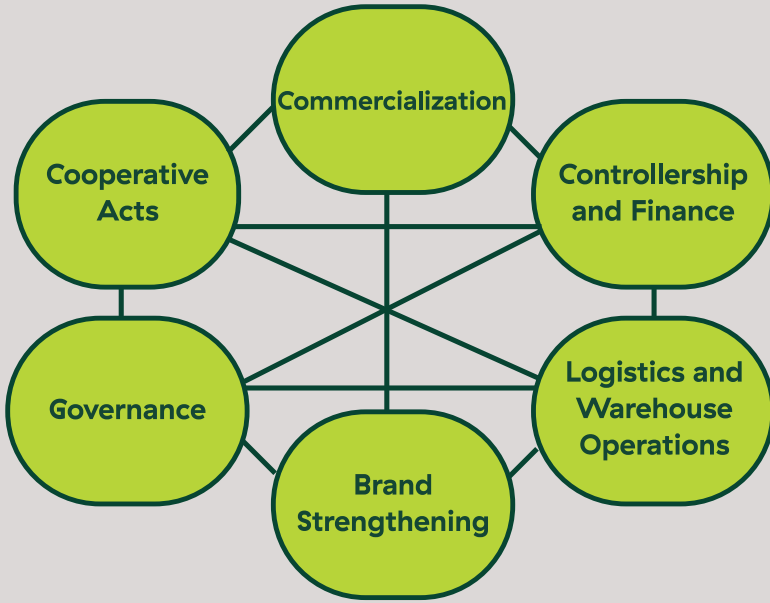 Commercialization
Cooperative
Acts
Controllership
and Finance
Governance
Logistics and
Warehouse
Operations
Brand
Strengthening